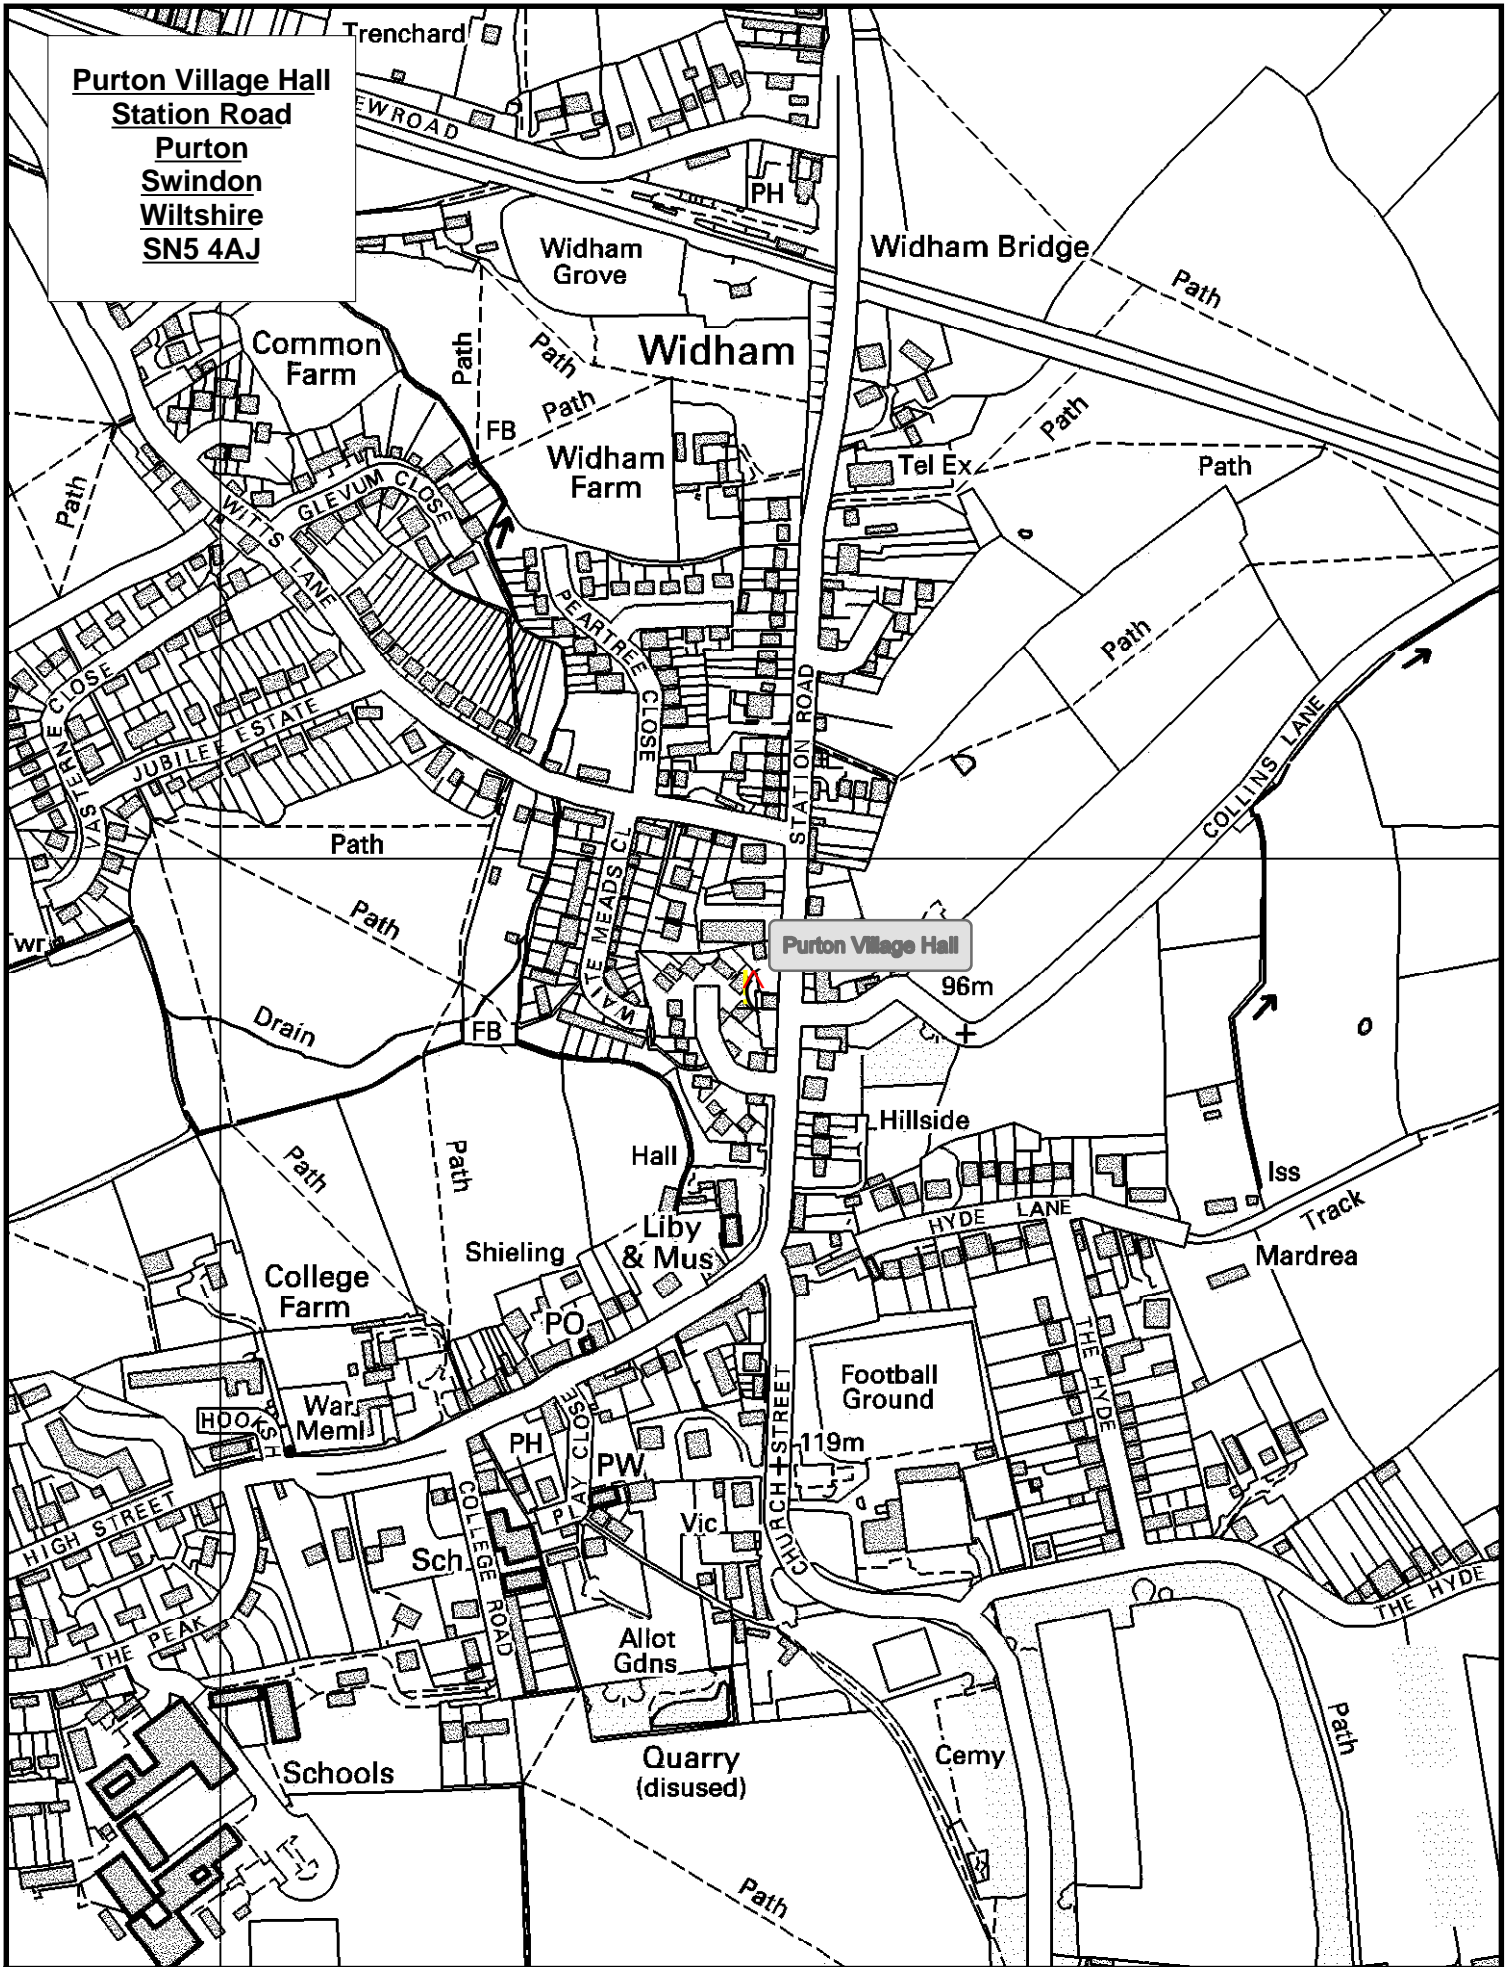 Purton Village Hall
Station Road
Purton
Swindon
Wiltshire
SN5 4AJ
Trenchard
EWROAD
PH
Widham
Grove
Widham Bridge
Path
Common
Farm
Path
Path
Widham
Path
FB
Path
Widham
Farm
Tel Ex
Path
Path
GLEVUM CLOSE
WITTS LANE
PEARTREE CLOSE
Path
STATION ROAD
VASTERNE CLOSE
JUBILEE ESTATE
COLLINS LANE
Path
WAITE MEADS CL
Path
Twr
Purton Village Hall
96m
Drain
FB
Hillside
Path
Path
Hall
Iss
HYDE LANE
Track
Liby
& Mus
Shieling
Mardrea
College
Farm
PO
THE HYDE
Football
Ground
CHURCH STREET
War
Meml
HOOKS H
PH
PLAY CLOSE
119m
PW
COLLEGE ROAD
HIGH STREET
Vic
Sch
THE HYDE
THE PEAK
Allot
Gdns
Path
Schools
Quarry
(disused)
Cemy
Path